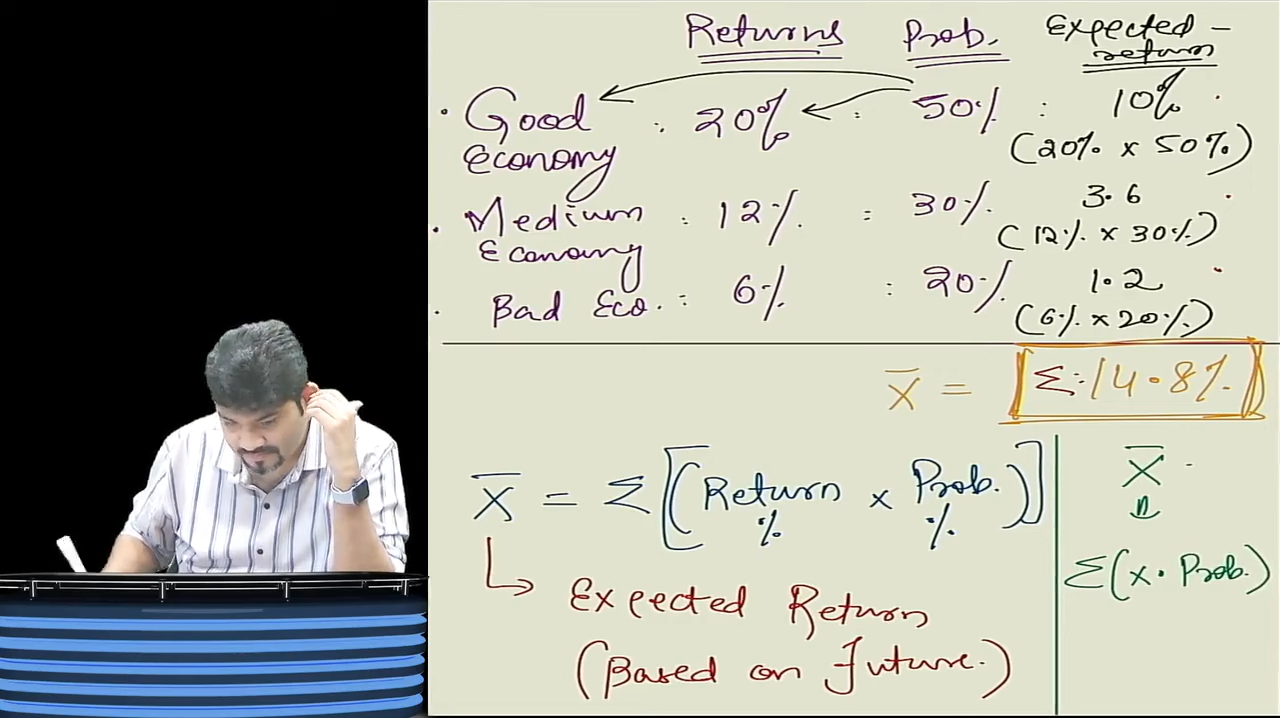 Returns Prob. Expected - return
• Good Economy : 20% : 50% : 10%
(20% x 50%)
• Medium Economy : 12% : 30% 3.6
(12% x 30%)
• Bad Eco. : 6% : 20% 1.2
(6% x 20%)
X̄ = Σ:14.8%
X̄ = Σ[(Return % x Prob. %)]
↳ Expected Return
(Based on Future.)
X̄
Σ(x. Prob.)